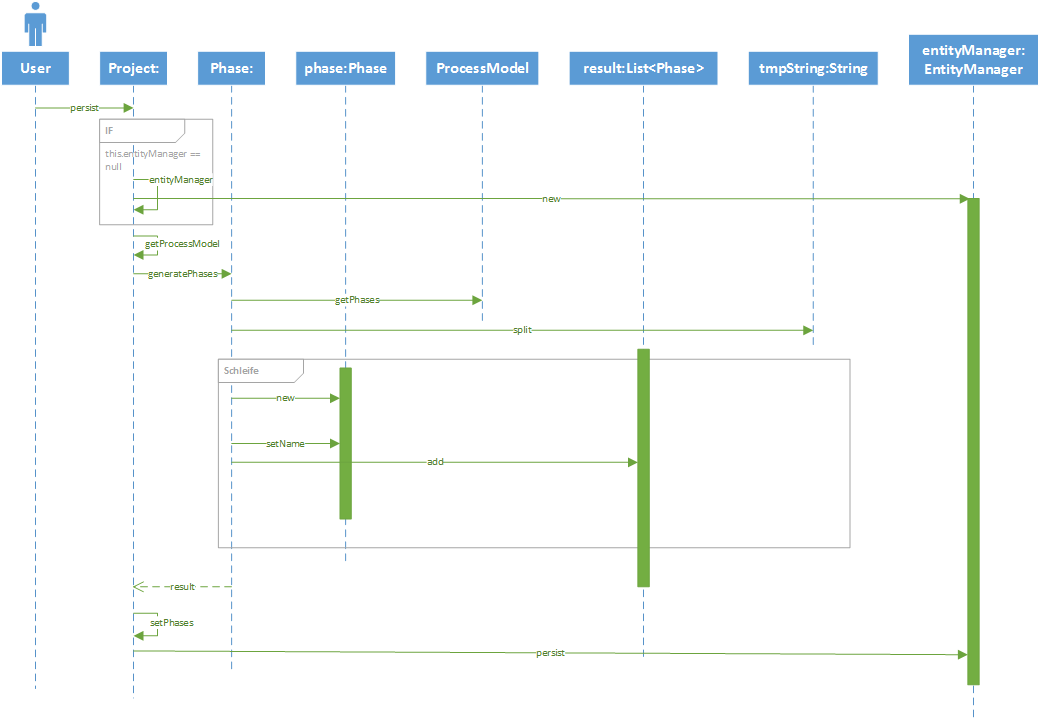 User
Project:
Phase:
phase:Phase
ProcessModel
result:List<Phase>
tmpString:String
entityManager:
EntityManager
persist
IF
this.entityManager ==
null
entityManager
new
getProcessModel
generatePhases
getPhases
split
Schleife
new
setName
add
result
setPhases
persist